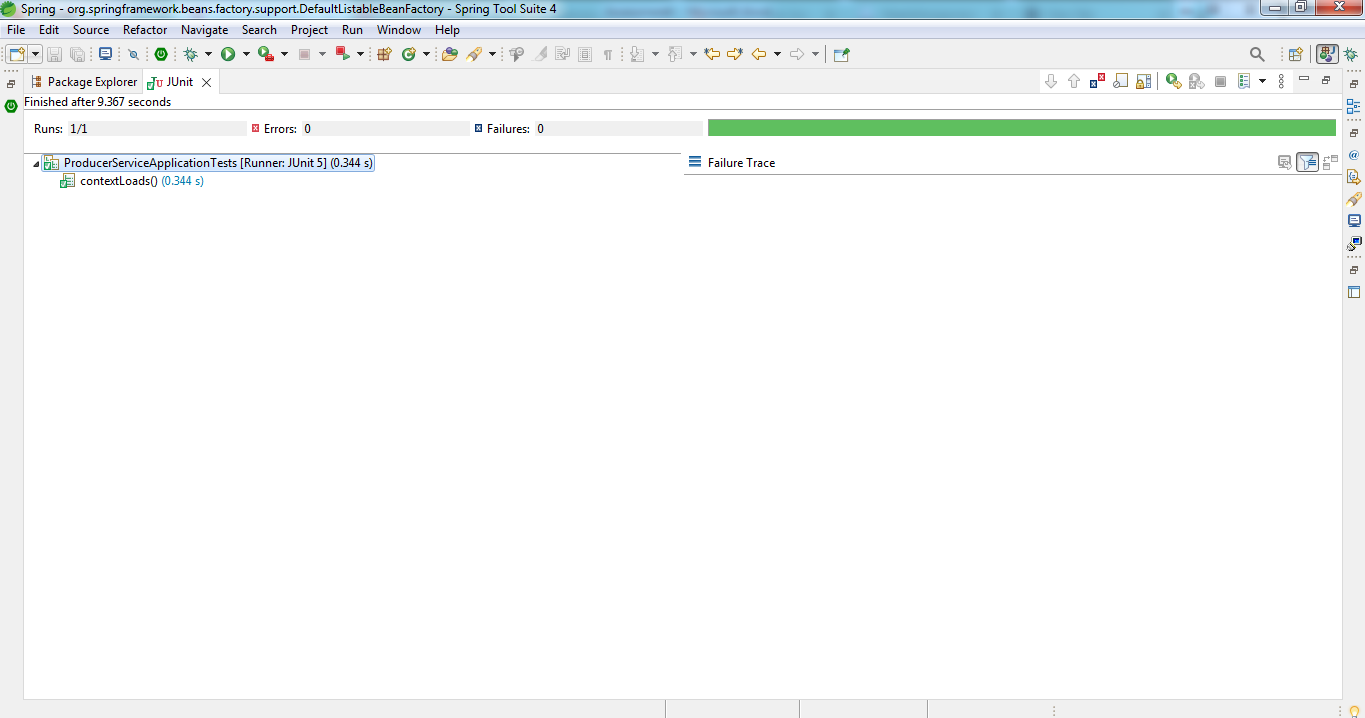 Spring - org.springframework.beans.factory.support.DefaultListableBeanFactory - Spring Tool Suite 4
File Edit Source Refactor Navigate Search Project Run Window Help
Package Explorer JUnit
Finished after 9.367 seconds
Runs: 1/1 Errors: 0 Failures: 0
ProducerServiceApplicationTests [Runner: JUnit 5] (0.344 s) Failure Trace
contextLoads() (0.344 s)